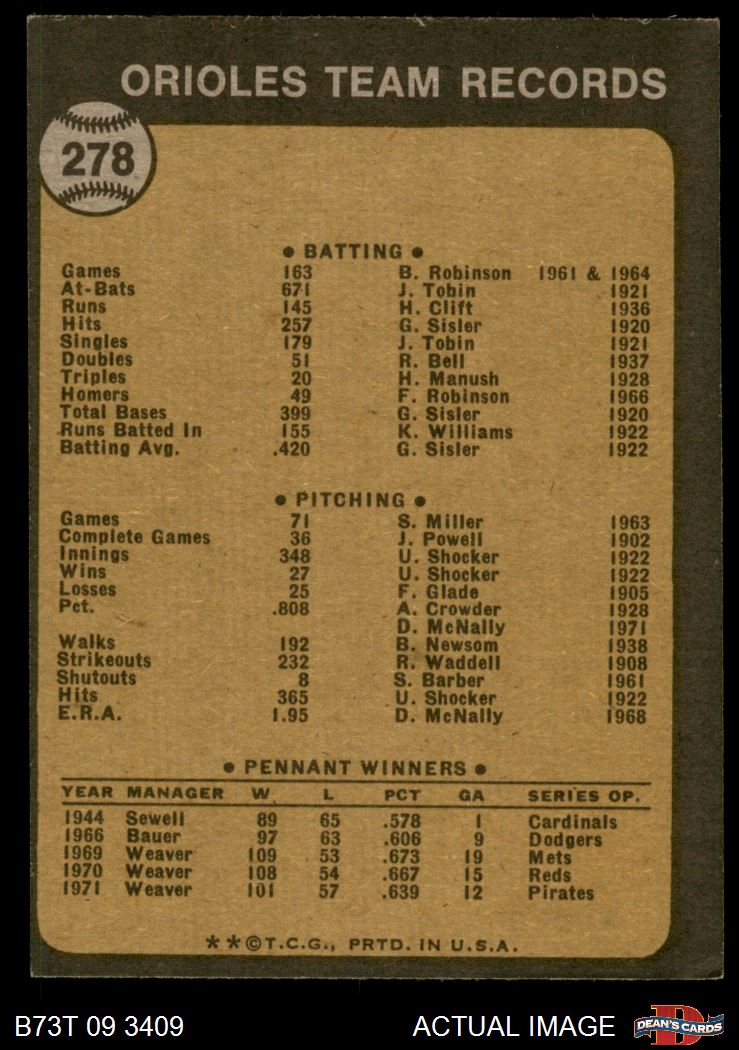 ORIOLES TEAM RECORDS
278
● BATTING ●
Games 163 B. Robinson 1961 & 1964
At-Bats 671 J. Tobin 1921
Runs 145 H. Clift 1936
Hits 257 G. Sisler 1920
Singles 179 J. Tobin 1921
Doubles 51 R. Bell 1937
Triples 20 H. Manush 1928
Homers 49 F. Robinson 1966
Total Bases 399 G. Sisler 1920
Runs Batted In 155 K. Williams 1922
Batting Avg. .420 G. Sisler 1922
● PITCHING ●
Games 71 S. Miller 1963
Complete Games 36 J. Powell 1902
Innings 348 U. Shocker 1922
Wins 27 U. Shocker 1922
Losses 25 F. Glade 1905
Pct. .808 A. Crowder 1928
D. McNally 1971
Walks 192 B. Newsom 1938
Strikeouts 232 R. Waddell 1908
Shutouts 8 S. Barber 1961
Hits 365 U. Shocker 1922
E.R.A. 1.95 D. McNally 1968
● PENNANT WINNERS ●
YEAR MANAGER W. L PCT GA SERIES OP.
1944 Sewell 89 65 .578 1 Cardinals
1966 Bauer 97 63 .606 9 Dodgers
1969 Weaver 109 53 .673 19 Mets
1970 Weaver 108 54 .667 15 Reds
1971 Weaver 101 57 .639 12 Pirates
**©T.C.G., PRTD. IN U.S.A.
B73T 09 3409 ACTUAL IMAGE DEAN'S CARDS